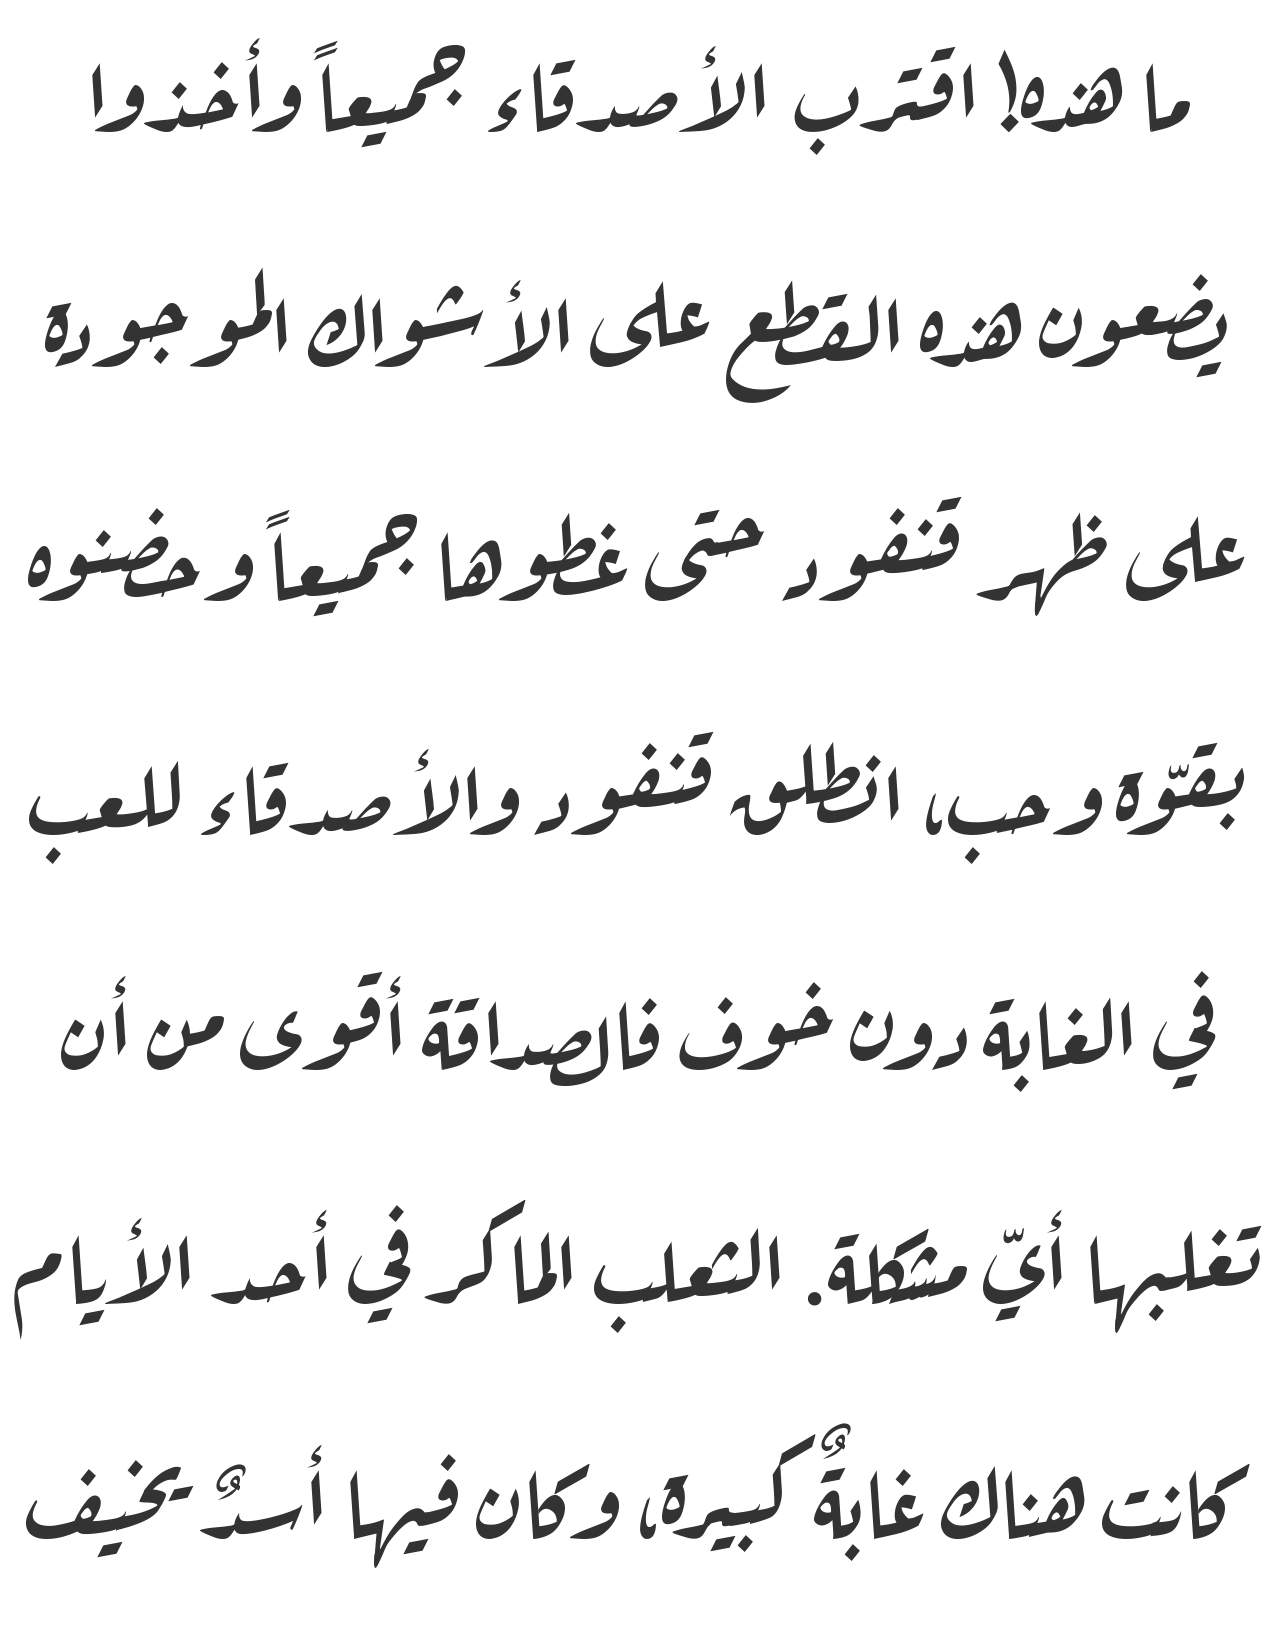 ما هذه! اقترب الأصدقاء جميعاً وأخذوا
يضعون هذه القطع على الأشواك الموجودة
على ظهر قنفود حتى غطوها جميعاً و حضنوه
بقوّة و حب، انطلق قنفود والأصدقاء للعب
في الغابة دون خوف فالصداقة أقوى من أن
تغلبها أيّ مشكلة. الثعلب الماكر في أحد الأيام
كانت هناك غابةٌ كبيرة، وكان فيها أسدٌ يخيف